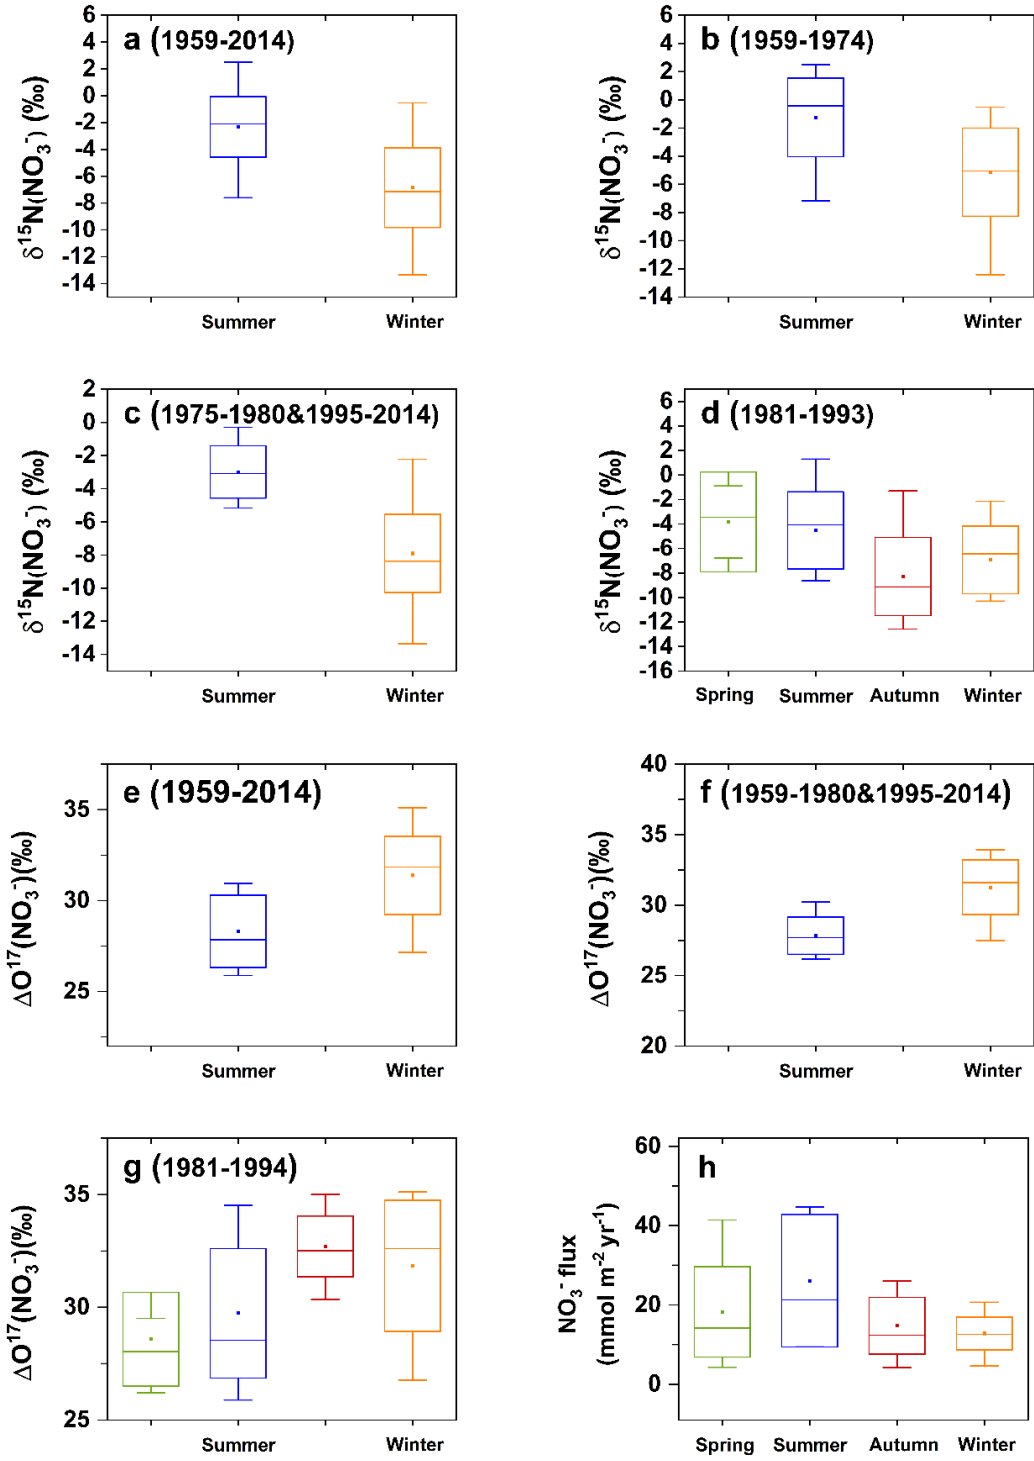 a (1959-2014)
6
4
2
0
-2
-4
-6
-8
-10
-12
-14
δ15N(NO3-) (‰)
Summer Winter
b (1959-1974)
6
4
2
0
-2
-4
-6
-8
-10
-12
-14
δ15N(NO3-) (‰)
Summer Winter
c (1975-1980&1995-2014)
2
0
-2
-4
-6
-8
-10
-12
-14
δ15N(NO3-) (‰)
Summer Winter
d (1981-1993)
6
4
2
0
-2
-4
-6
-8
-10
-12
-14
-16
δ15N(NO3-) (‰)
Spring Summer Autumn Winter
e (1959-2014)
35
30
25
ΔO17(NO3-)(‰)
Summer Winter
f (1959-1980&1995-2014)
40
35
30
25
20
ΔO17(NO3-)(‰)
Summer Winter
g (1981-1994)
35
30
25
ΔO17(NO3-)(‰)
Summer Winter
h
60
40
20
0
NO3- flux
(mmol m-2 yr-1)
Spring Summer Autumn Winter